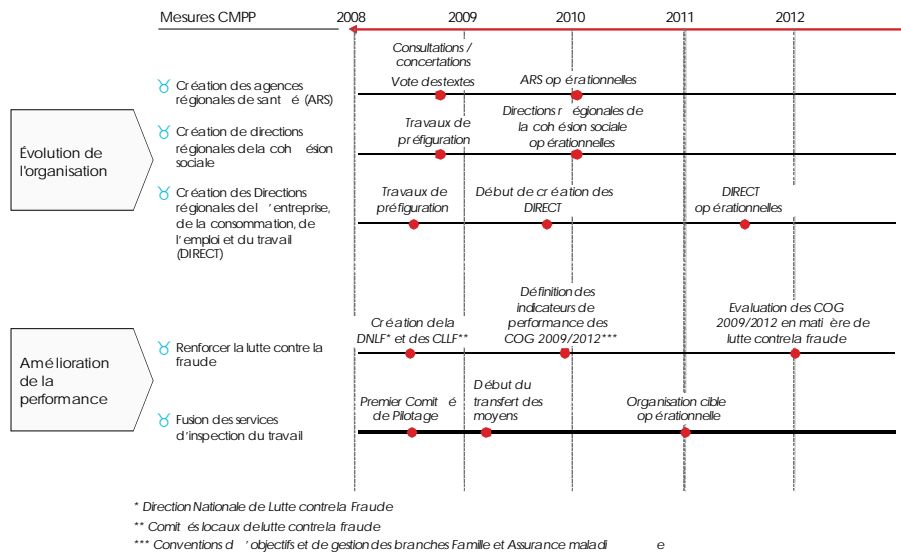 Mesures CMPP 2008 2009 2010 2011 2012
Consultations /
concertations
Vote des textes
ARS opérationnelles
Création des agences
régionales de santé (ARS)
Évolution de
l'organisation
Travaux de
préfiguration
Directions régionales de
la cohésion sociale
opérationnelles
Création de directions
régionales de la cohésion
sociale
Travaux de
préfiguration
Début de création des
DIRECT
DIRECT
opérationnelles
Création des Directions
régionales de l'entreprise,
de la consommation, de
l'emploi et du travail
(DIRECT)
Amélioration
de la
performance
Création de la
DNLF* et des CLLF**
Définition des
indicateurs de
performance des
COG 2009/2012***
Evaluation des COG
2009/2012 en matière de
lutte contre la fraude
Renforcer la lutte contre la
fraude
Premier Comité
de Pilotage
Début du
transfert des
moyens
Organisation cible
opérationnelle
Fusion des services
d'inspection du travail
* Direction Nationale de Lutte contre la Fraude
** Comités locaux de lutte contre la fraude
*** Conventions d'objectifs et de gestion des branches Famille et Assurance maladie